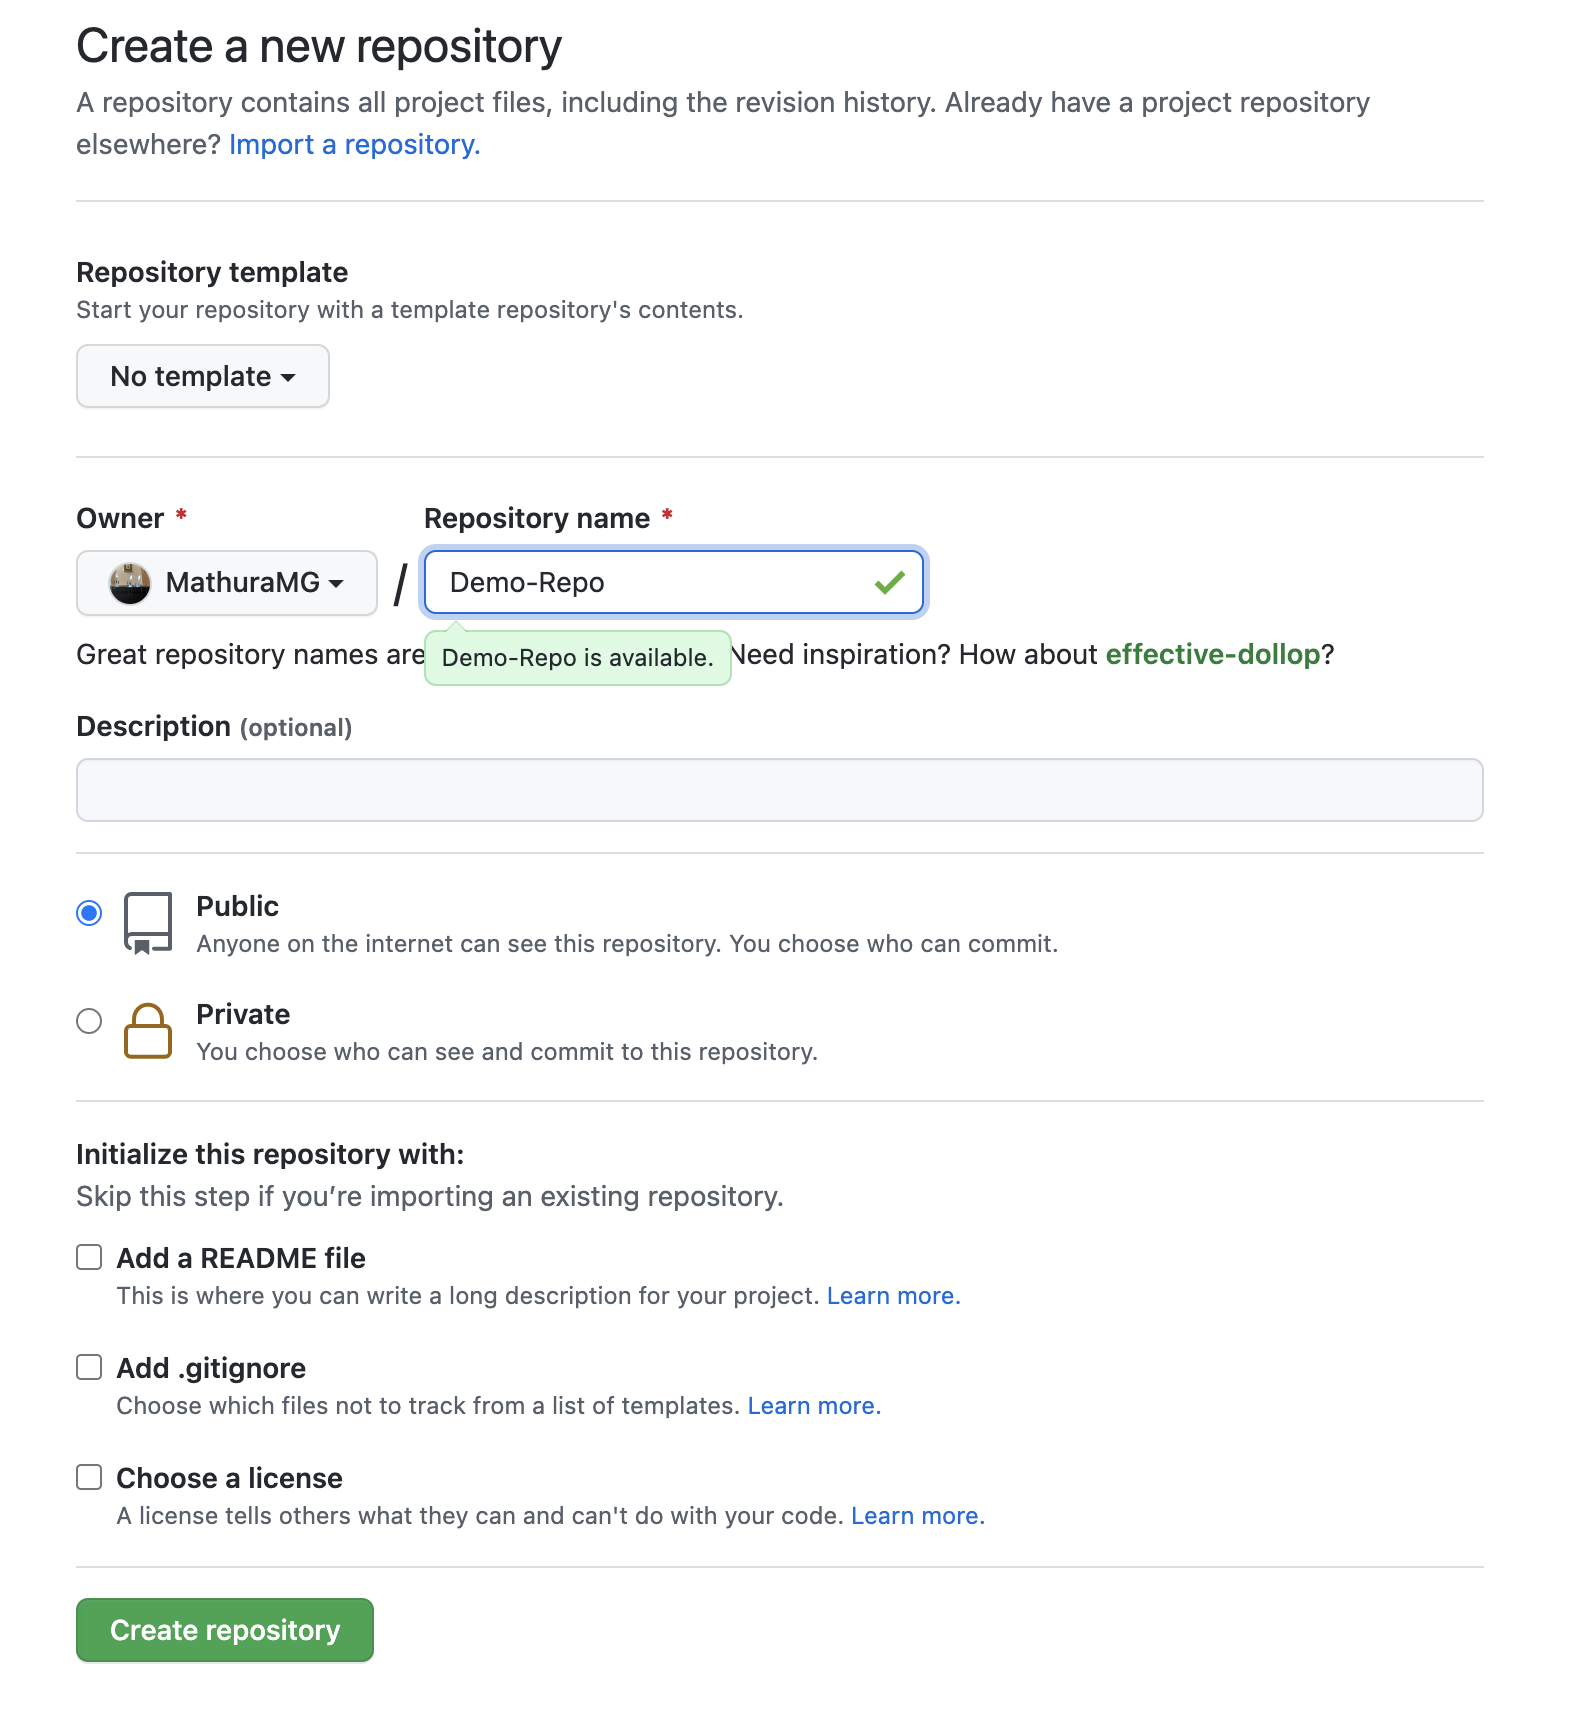 Create a new repository
A repository contains all project files, including the revision history. Already have a project repository
elsewhere? Import a repository.
Repository template
Start your repository with a template repository's contents.
No template
Owner * Repository name *
MathuraMG / Demo-Repo
Great repository names are Need inspiration? How about effective-dollop?
Demo-Repo is available.
Description (optional)
Public
Anyone on the internet can see this repository. You choose who can commit.
Private
You choose who can see and commit to this repository.
Initialize this repository with:
Skip this step if you’re importing an existing repository.
Add a README file
This is where you can write a long description for your project. Learn more.
Add .gitignore
Choose which files not to track from a list of templates. Learn more.
Choose a license
A license tells others what they can and can't do with your code. Learn more.
Create repository